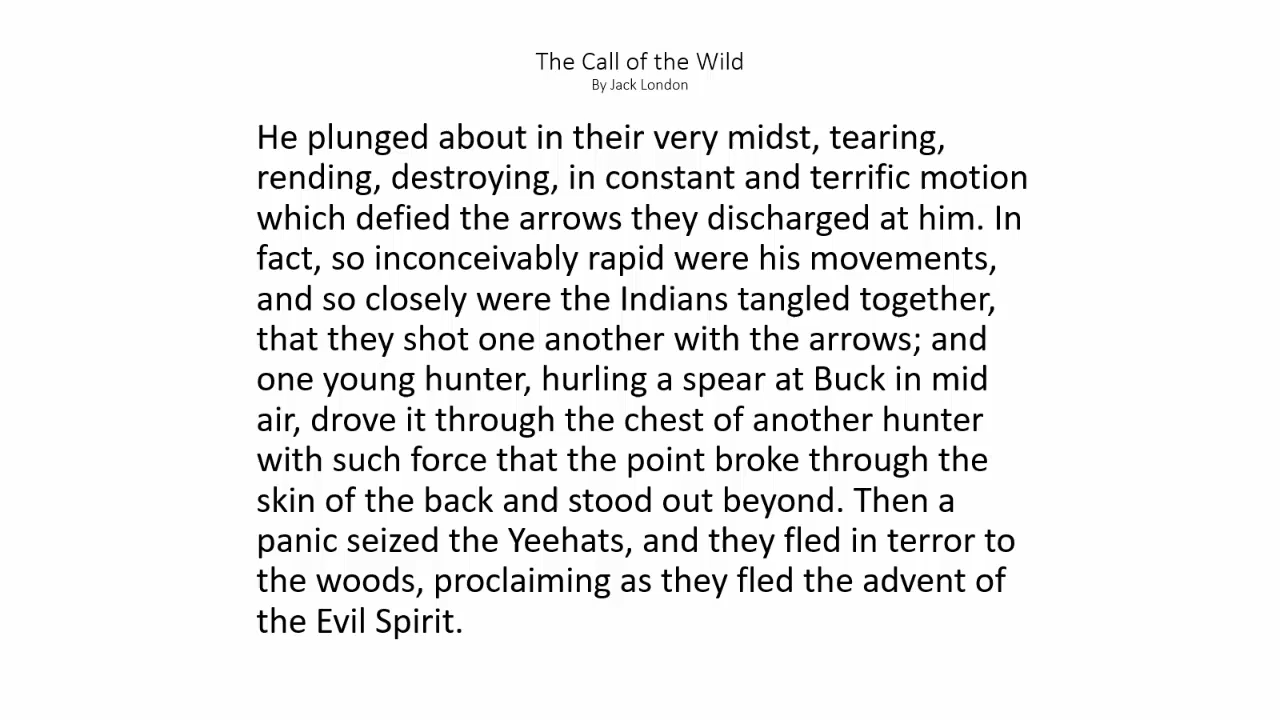 The Call of the Wild
By Jack London
He plunged about in their very midst, tearing,
rending, destroying, in constant and terrific motion
which defied the arrows they discharged at him. In
fact, so inconceivably rapid were his movements,
and so closely were the Indians tangled together,
that they shot one another with the arrows; and
one young hunter, hurling a spear at Buck in mid
air, drove it through the chest of another hunter
with such force that the point broke through the
skin of the back and stood out beyond. Then a
panic seized the Yeehats, and they fled in terror to
the woods, proclaiming as they fled the advent of
the Evil Spirit.